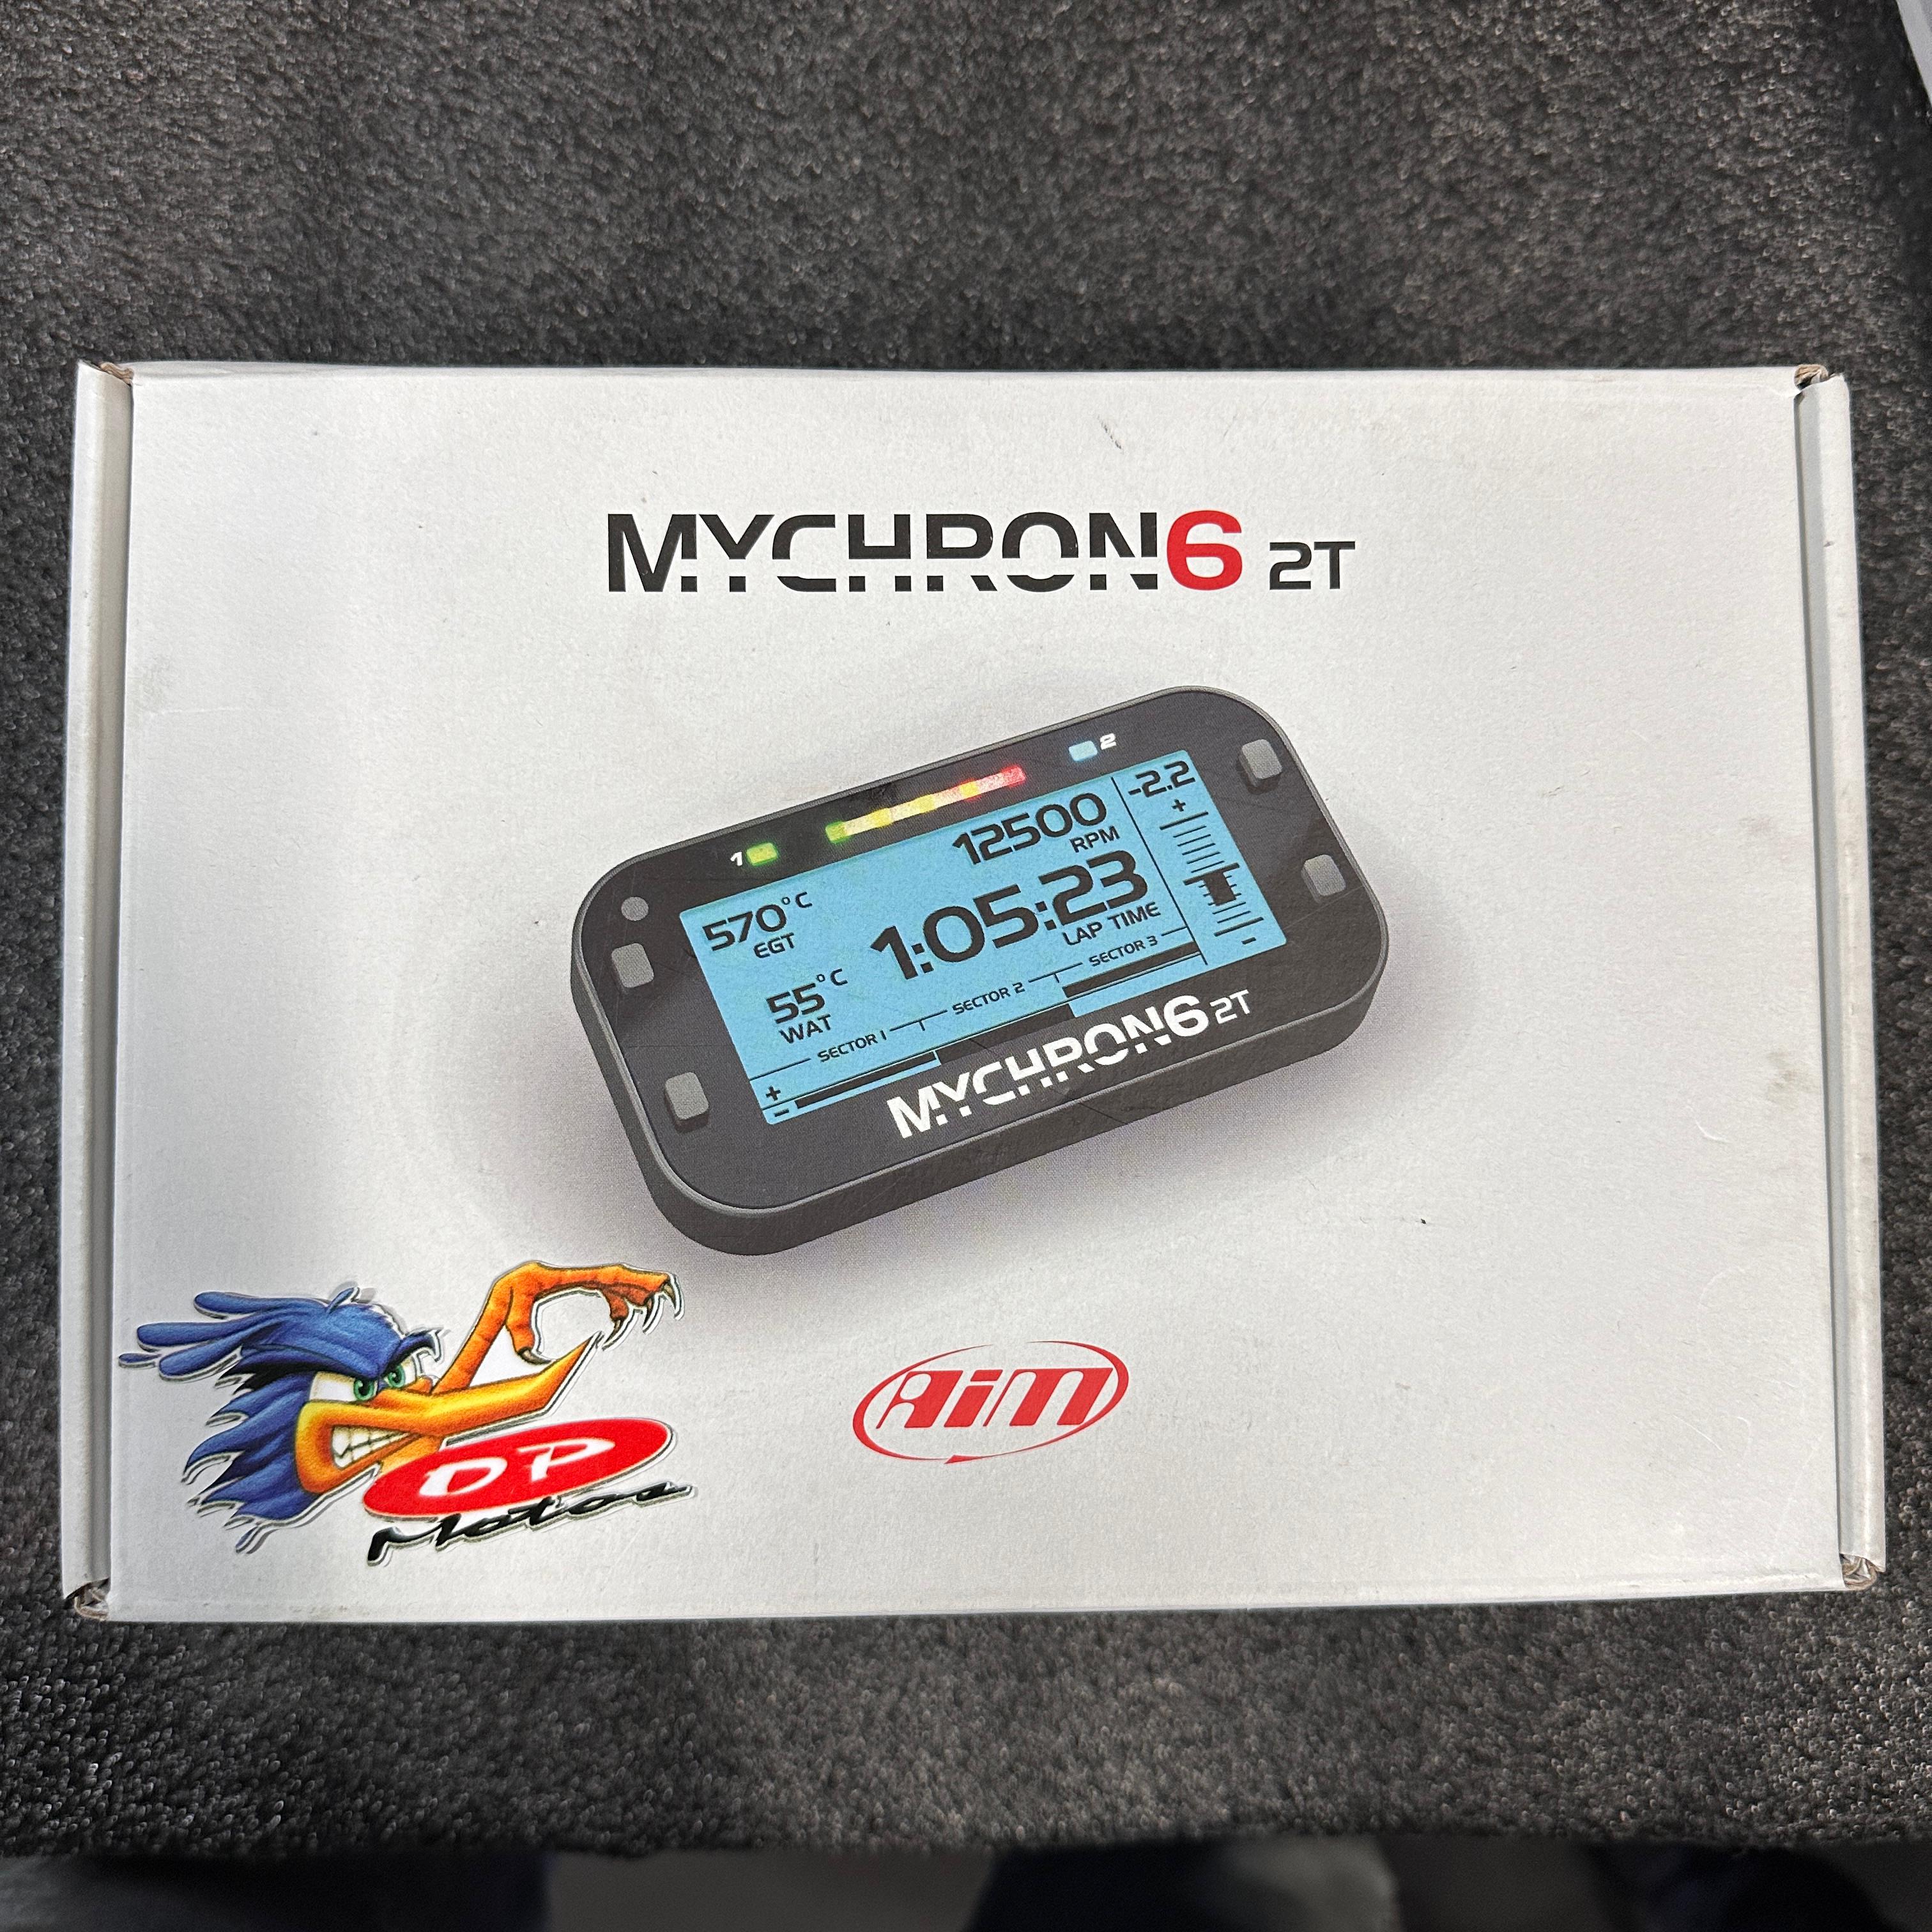 MYCHRON6 2T
1
2
-2.2
+
12500
RPM
570°C
EGT
1:05:23
LAP TIME
55°C
WAT
SECTOR 1
SECTOR 2
SECTOR 3
-
+
-
MYCHRON6 2T
AiM
DP
Motos